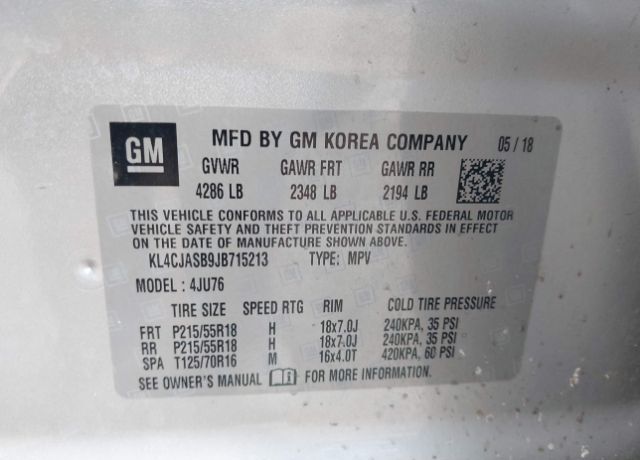 GM MFD BY GM KOREA COMPANY 05 / 18
GVWR GAWR FRT GAWR RR
4286 LB 2348 LB 2194 LB
THIS VEHICLE CONFORMS TO ALL APPLICABLE U.S. FEDERAL MOTOR
VEHICLE SAFETY AND THEFT PREVENTION STANDARDS IN EFFECT
ON THE DATE OF MANUFACTURE SHOWN ABOVE.
KL4CJASB9JB715213 TYPE: MPV
MODEL : 4JU76
TIRE SIZE SPEED RTG RIM COLD TIRE PRESSURE
FRT P215/55R18 H 18x7.0J 240KPA, 35 PSI
RR P215/55R18 H 18x7.0J 240KPA, 35 PSI
SPA T125/70R16 M 16x4.0T 420KPA, 60 PSI
SEE OWNER'S MANUAL FOR MORE INFORMATION.